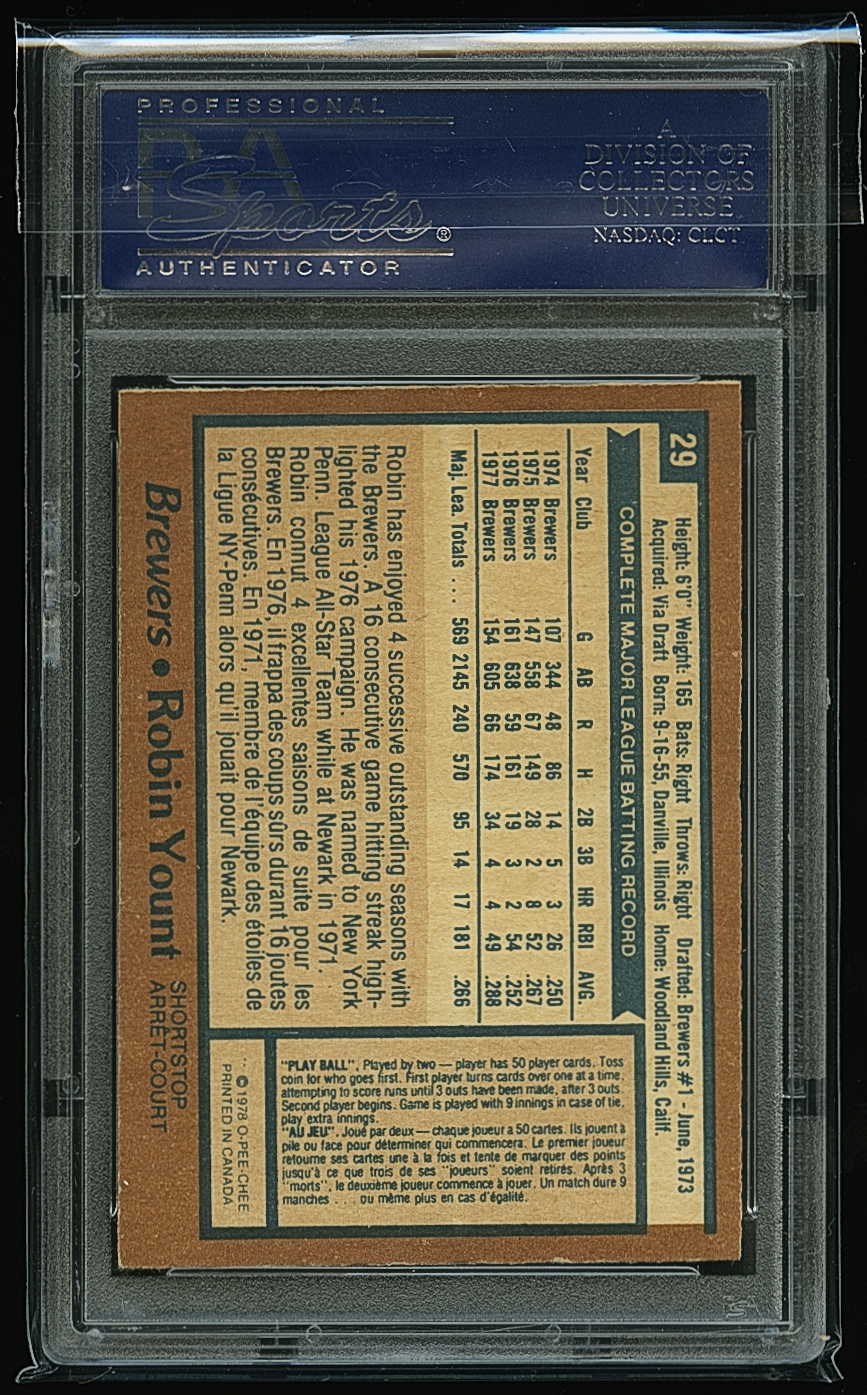 PROFESSIONAL
PSA
Sports®
AUTHENTICATOR
A
DIVISION OF
COLLECTORS
UNIVERSE
NASDAQ: CLCT
29
Height: 6'0" Weight: 165 Bats: Right Throws: Right Drafted: Brewers #1 - June, 1973
Acquired: Via Draft Born: 9-16-55, Danville, Illinois Home: Woodland Hills, Calif.
COMPLETE MAJOR LEAGUE BATTING RECORD
Year Club G AB R H 2B 3B HR RBI AVG.
1974 Brewers 107 344 48 86 14 5 3 26 .250
1975 Brewers 147 558 67 149 28 2 8 52 .267
1976 Brewers 161 638 59 161 19 3 2 54 .252
1977 Brewers 154 605 66 174 34 4 4 49 .288
Maj. Lea. Totals .... 569 2145 240 570 95 14 17 181 .266
Robin has enjoyed 4 successive outstanding seasons with
the Brewers. A 16 consecutive game hitting streak high-
lighted his 1976 campaign. He was named to New York
Penn. League All-Star Team while at Newark in 1971.
Robin connut 4 excellentes saisons de suite pour les
Brewers. En 1976, il frappa des coups sûrs durant 16 joutes
consécutives. En 1971, membre de l'équipe des étoiles de
la Ligue NY-Penn alors qu'il jouait pour Newark.
"PLAY BALL". Played by two — player has 50 player cards. Toss
coin for who goes first. First player turns cards over one at a time,
attempting to score runs until 3 outs have been made, after 3 outs.
Second player begins. Game is played with 9 innings in case of tie,
play extra innings.
"AU JEU". Joué par deux — chaque joueur a 50 cartes. Ils jouent à
pile ou face pour déterminer qui commencera. Le premier joueur
retourne ses cartes une à la fois et tente de marquer des points
jusqu'à ce que trois de ses "joueurs" soient retirés. Après 3
"morts", le deuxième joueur commence à jouer. Un match dure 9
manches . . . ou même plus en cas d'égalité.
© 1978 O-PEE-CHEE
PRINTED IN CANADA
Brewers • Robin Yount
SHORTSTOP
ARRÊT-COURT
PSA